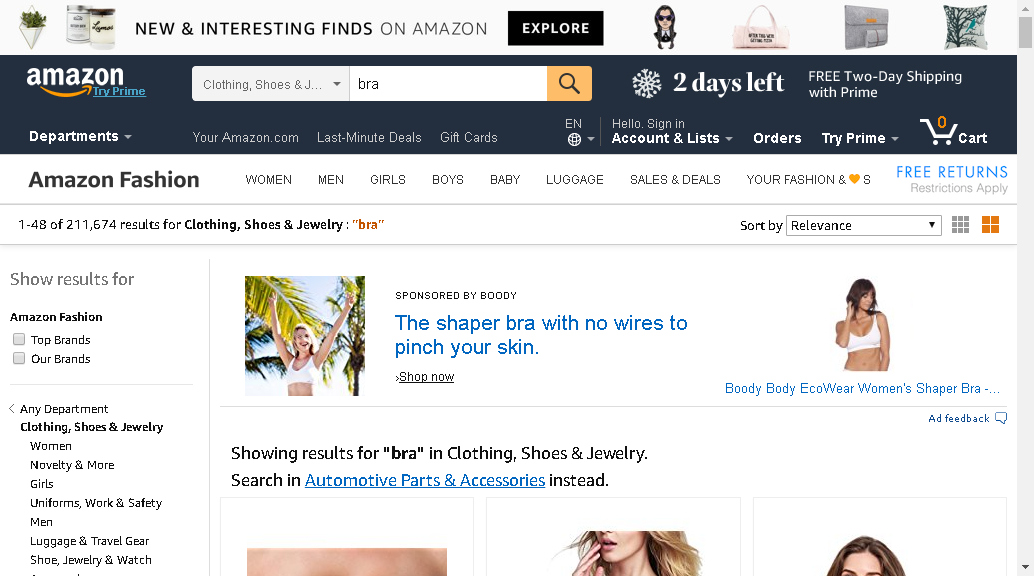 NEW & INTERESTING FINDS ON AMAZON EXPLORE
amazon
Try Prime
Clothing, Shoes & J... bra
2 days left
FREE Two-Day Shipping
with Prime
Departments
Your Amazon.com Last-Minute Deals Gift Cards
EN
Hello. Sign in
Account & Lists
Orders
Try Prime
0
Cart
Amazon Fashion
WOMEN MEN GIRLS BOYS BABY LUGGAGE SALES & DEALS YOUR FASHION & S
FREE RETURNS
Restrictions Apply
1-48 of 211,674 results for Clothing, Shoes & Jewelry : "bra"
Sort by Relevance
Show results for
Amazon Fashion
Top Brands
Our Brands
Any Department
Clothing, Shoes & Jewelry
Women
Novelty & More
Girls
Uniforms, Work & Safety
Men
Luggage & Travel Gear
Shoe, Jewelry & Watch
SPONSORED BY BOODY
The shaper bra with no wires to
pinch your skin.
›Shop now
Boody Body EcoWear Women's Shaper Bra -...
Ad feedback
Showing results for "bra" in Clothing, Shoes & Jewelry.
Search in Automotive Parts & Accessories instead.